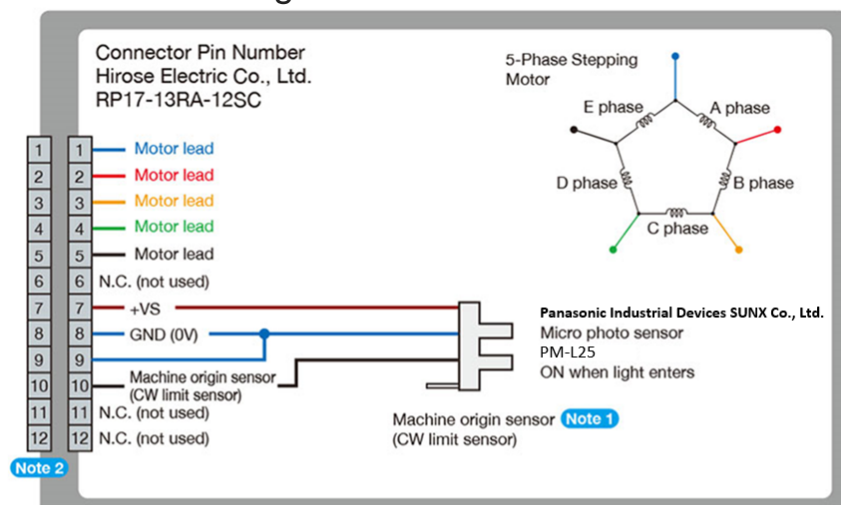 Connector Pin Number
Hirose Electric Co., Ltd.
RP17-13RA-12SC
5-Phase Stepping
Motor
E phase
A phase
D phase
B phase
C phase
1 1 Motor lead
2 2 Motor lead
3 3 Motor lead
4 4 Motor lead
5 5 Motor lead
6 6 N.C. (not used)
7 7 +VS
8 8 GND (0V)
9 9
10 10 Machine origin sensor
(CW limit sensor)
11 11 N.C. (not used)
12 12 N.C. (not used)
Note 2
Panasonic Industrial Devices SUNX Co., Ltd.
Micro photo sensor
PM-L25
ON when light enters
Machine origin sensor Note 1
(CW limit sensor)